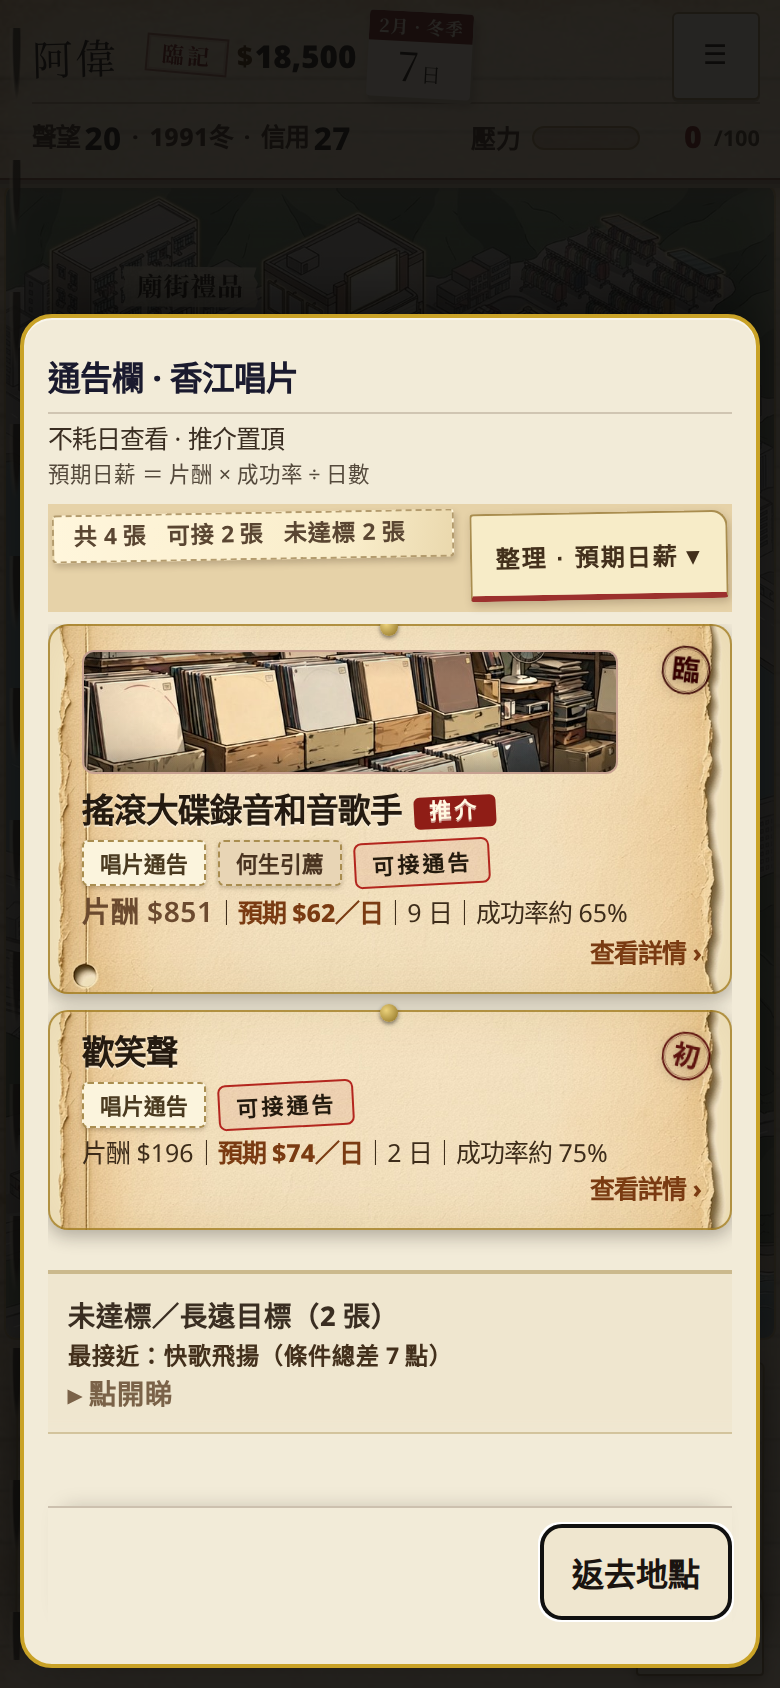 阿偉 臨記 $18,500 2月·冬季 7日 ☰
聲望20 · 1991冬 · 信用27 壓力 0 /100
廟街禮品
通告欄 · 香江唱片
不耗日查看 · 推介置頂
預期日薪 ＝ 片酬 × 成功率 ÷ 日數
共 4 張 可接 2 張 未達標 2 張
整理 · 預期日薪 ▼
臨
搖滾大碟錄音和音歌手 推介
唱片通告 何生引薦 可接通告
片酬 $851｜預期 $62／日｜9 日｜成功率約 65%
查看詳情 ›
初
歡笑聲
唱片通告 可接通告
片酬 $196｜預期 $74／日｜2 日｜成功率約 75%
查看詳情 ›
未達標／長遠目標（2 張）
最接近：快歌飛揚（條件總差 7 點）
▸ 點開睇
返去地點